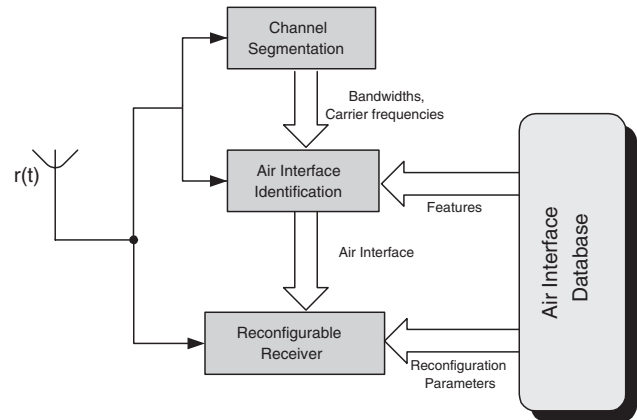 Channel
Segmentation
Bandwidths,
Carrier frequencies
r(t)
Air Interface
Identification
Features
Air Interface
Database
Air Interface
Reconfigurable
Receiver
Reconfiguration
Parameters